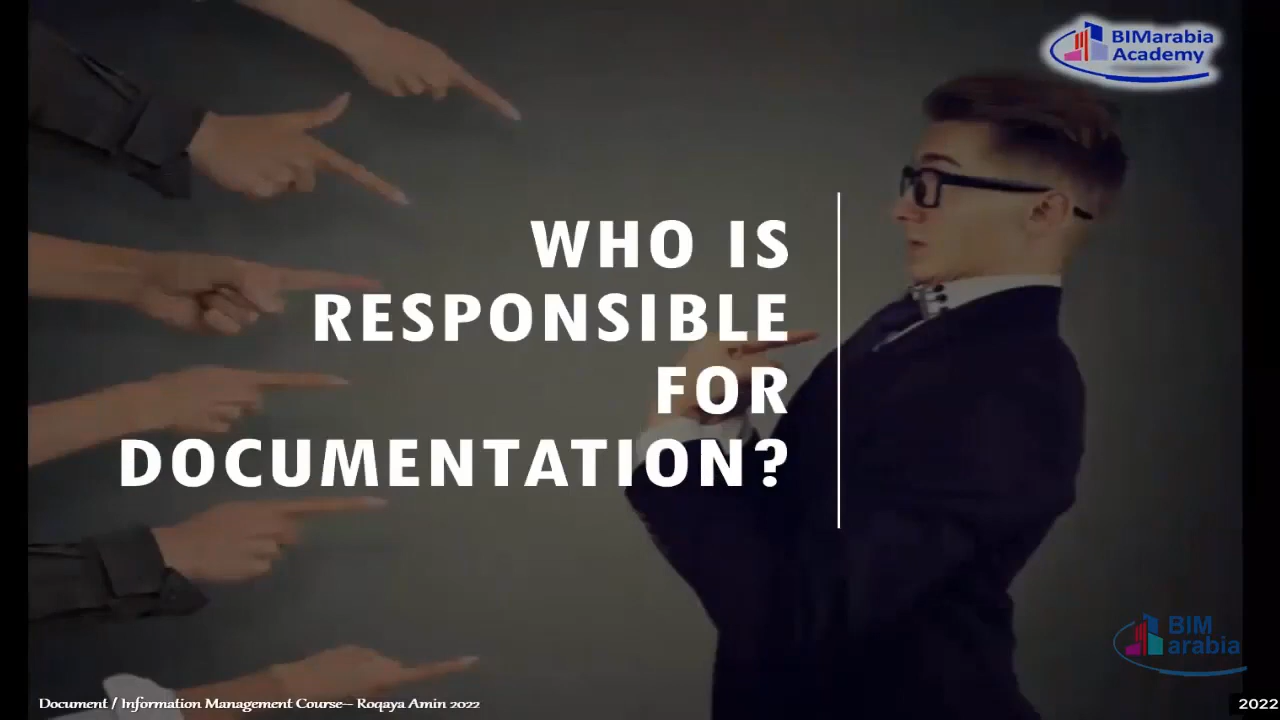 BIMarabia
Academy
WHO IS
RESPONSIBLE
FOR
DOCUMENTATION?
BIM
arabia
Document / Information Management Course– Roqaya Amin 2022
2022